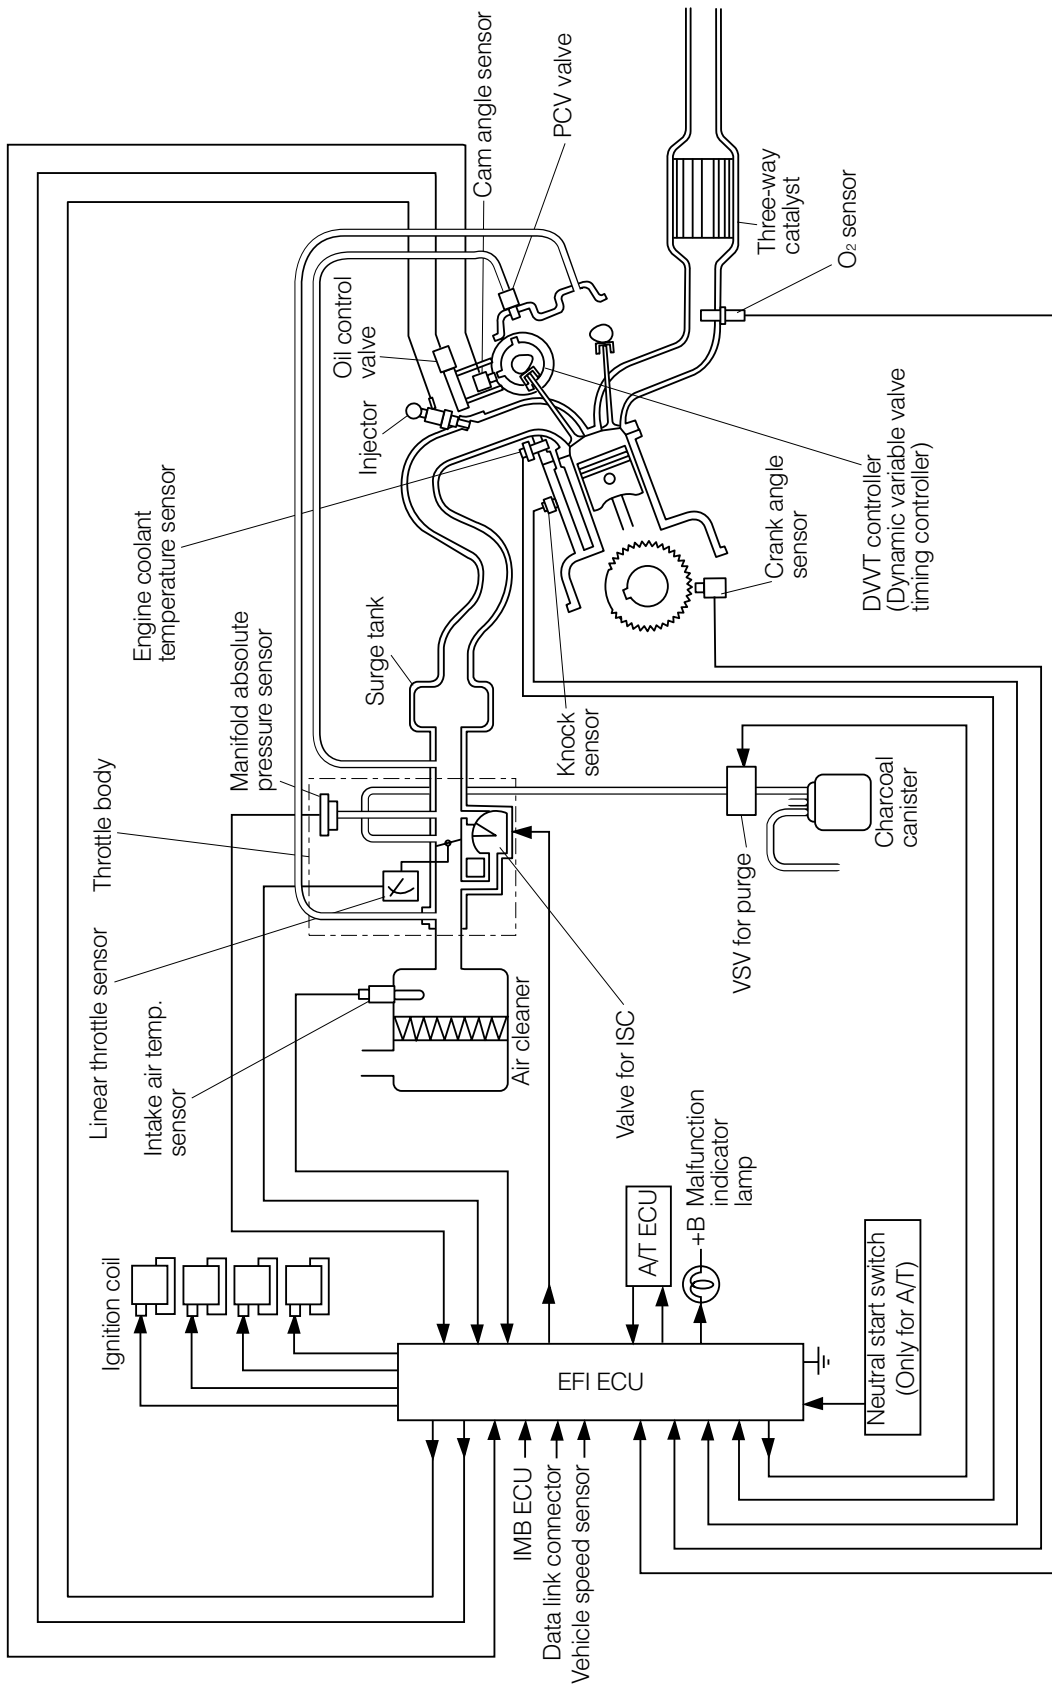 Cam angle sensor
PCV valve
Three-way
catalyst
O2 sensor
Oil control
valve
Injector
Engine coolant
temperature sensor
DVVT controller
(Dynamic variable valve
timing controller)
Crank angle
sensor
Surge tank
Manifold absolute
pressure sensor
Knock
sensor
Throttle body
Charcoal
canister
Linear throttle sensor
VSV for purge
Intake air temp.
sensor
Air cleaner
Valve for ISC
Ignition coil
A/T ECU
+B Malfunction
indicator
lamp
EFI ECU
Neutral start switch
(Only for A/T)
IMB ECU
Data link connector
Vehicle speed sensor